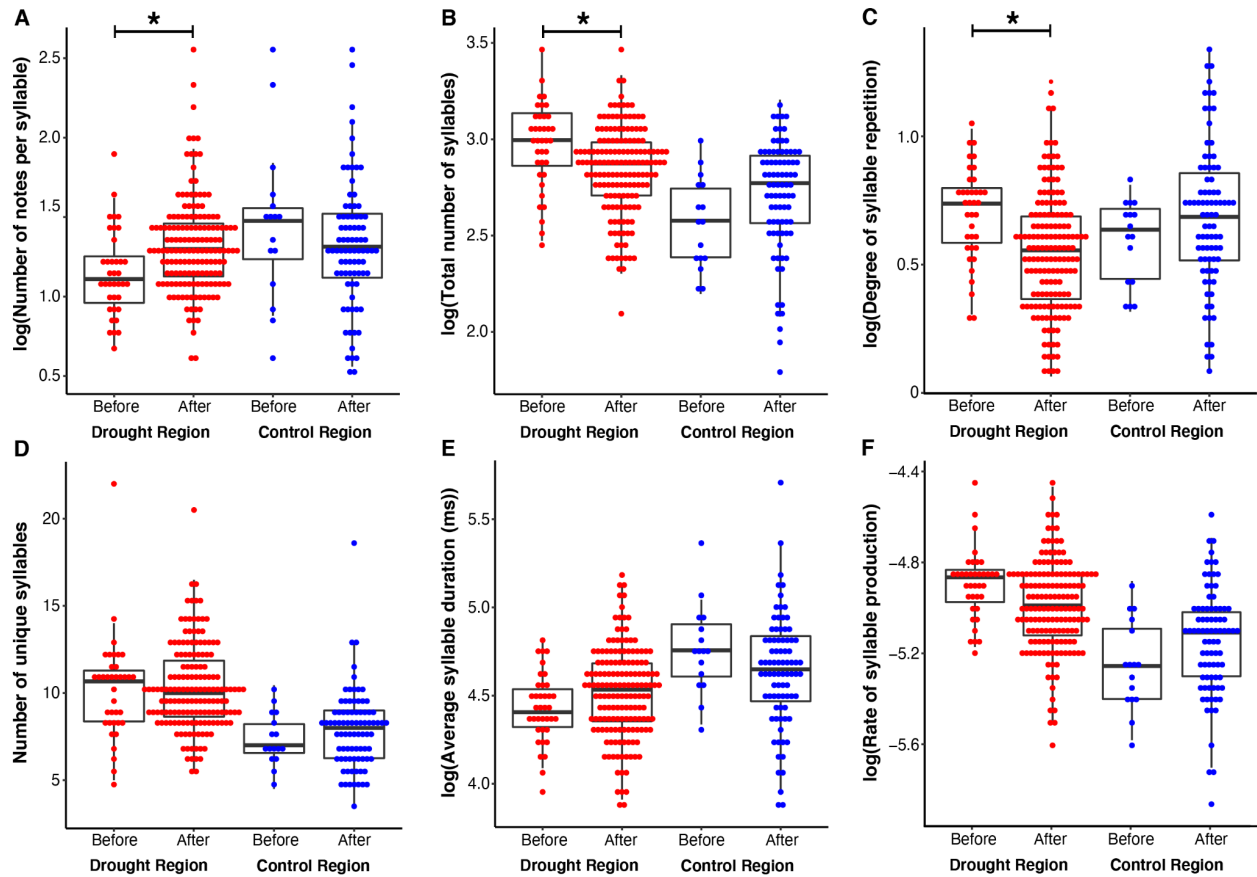 A
*
log(Number of notes per syllable)
2.5
2.0
1.5
1.0
0.5
Before After Before After
Drought Region Control Region
B
*
log(Total number of syllables)
3.5
3.0
2.5
2.0
Before After Before After
Drought Region Control Region
C
*
log(Degree of syllable repetition)
1.0
0.5
0
Before After Before After
Drought Region Control Region
D
Number of unique syllables
20
15
10
5
Before After Before After
Drought Region Control Region
E
log(Average syllable duration (ms))
5.5
5.0
4.5
4.0
Before After Before After
Drought Region Control Region
F
log(Rate of syllable production)
−4.4
−4.8
−5.2
−5.6
Before After Before After
Drought Region Control Region